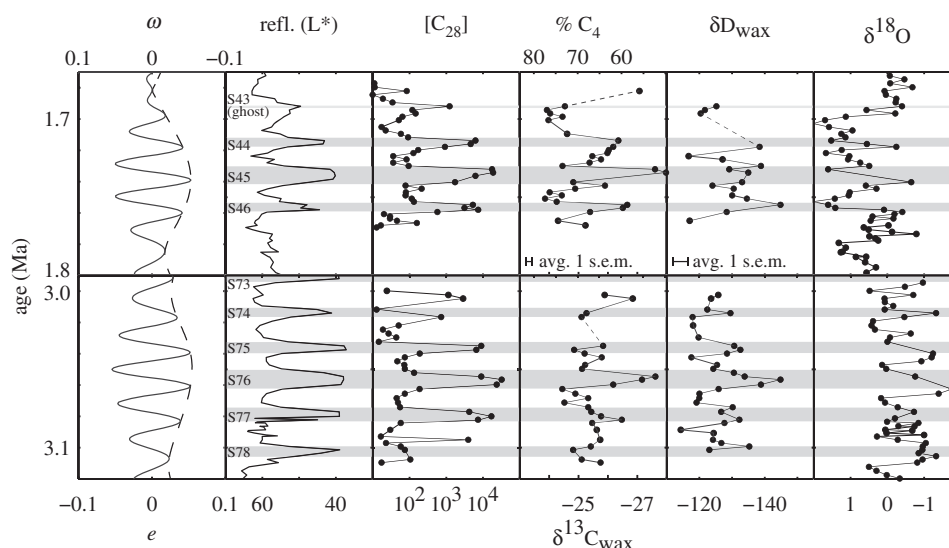 ω refl. (L*) [C28] % C4 δDwax δ18O
0.1 0 −0.1 80 70 60
S43
(ghost)
1.7
S44
S45
S46
avg. 1 s.e.m. avg. 1 s.e.m.
1.8
age (Ma)
3.0
S73
S74
S75
S76
S77
S78
3.1
−0.1 0 0.1 60 40 10² 10³ 10⁴ −25 −27 −120 −140 1 0 −1
e δ13Cwax